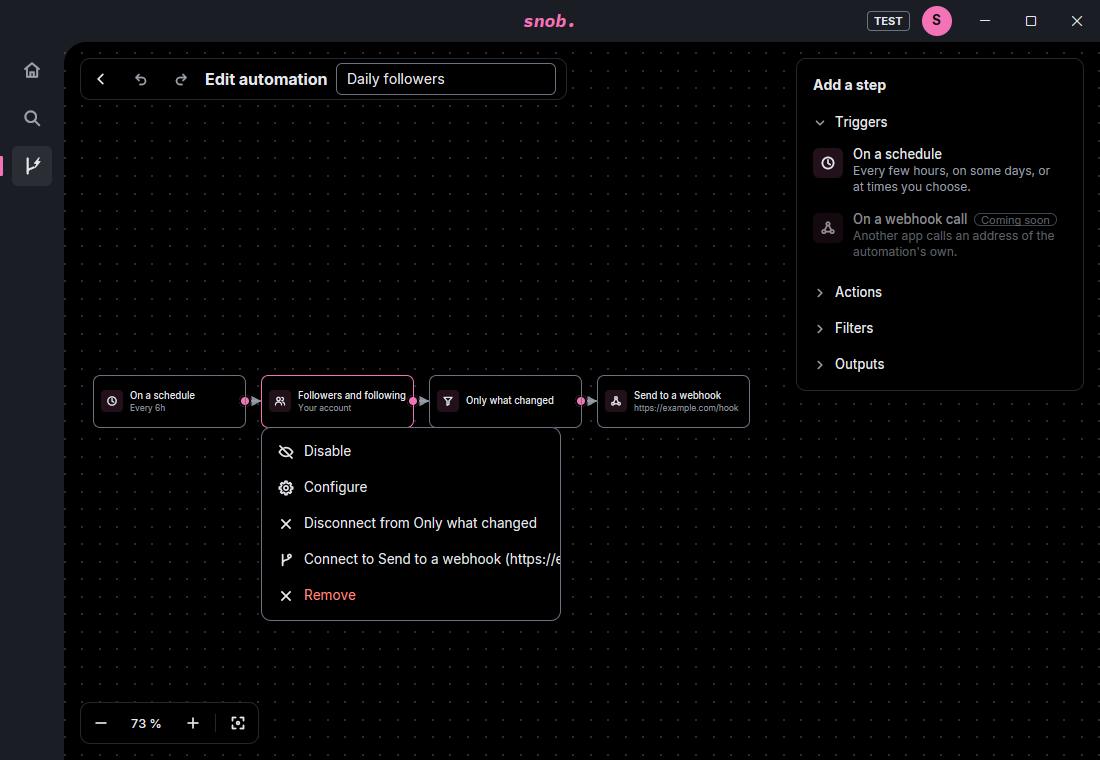 snob.
TEST
S
Edit automation
Daily followers
Add a step
Triggers
On a schedule
Every few hours, on some days, or
at times you choose.
On a webhook call
Coming soon
Another app calls an address of the
automation's own.
Actions
Filters
Outputs
On a schedule
Every 6h
Followers and following
Your account
Only what changed
Send to a webhook
https://example.com/hook
Disable
Configure
Disconnect from Only what changed
Connect to Send to a webhook (https://e
Remove
73 %